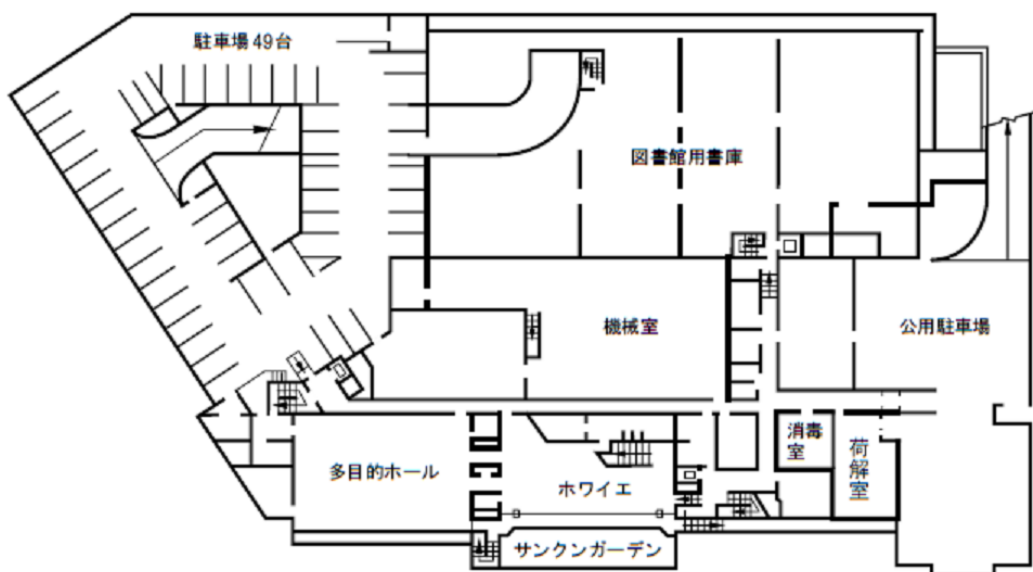 駐車場49台
図書館用書庫
機械室
公用駐車場
消毒
室
荷
解
室
多目的ホール
ホワイエ
サンクンガーデン